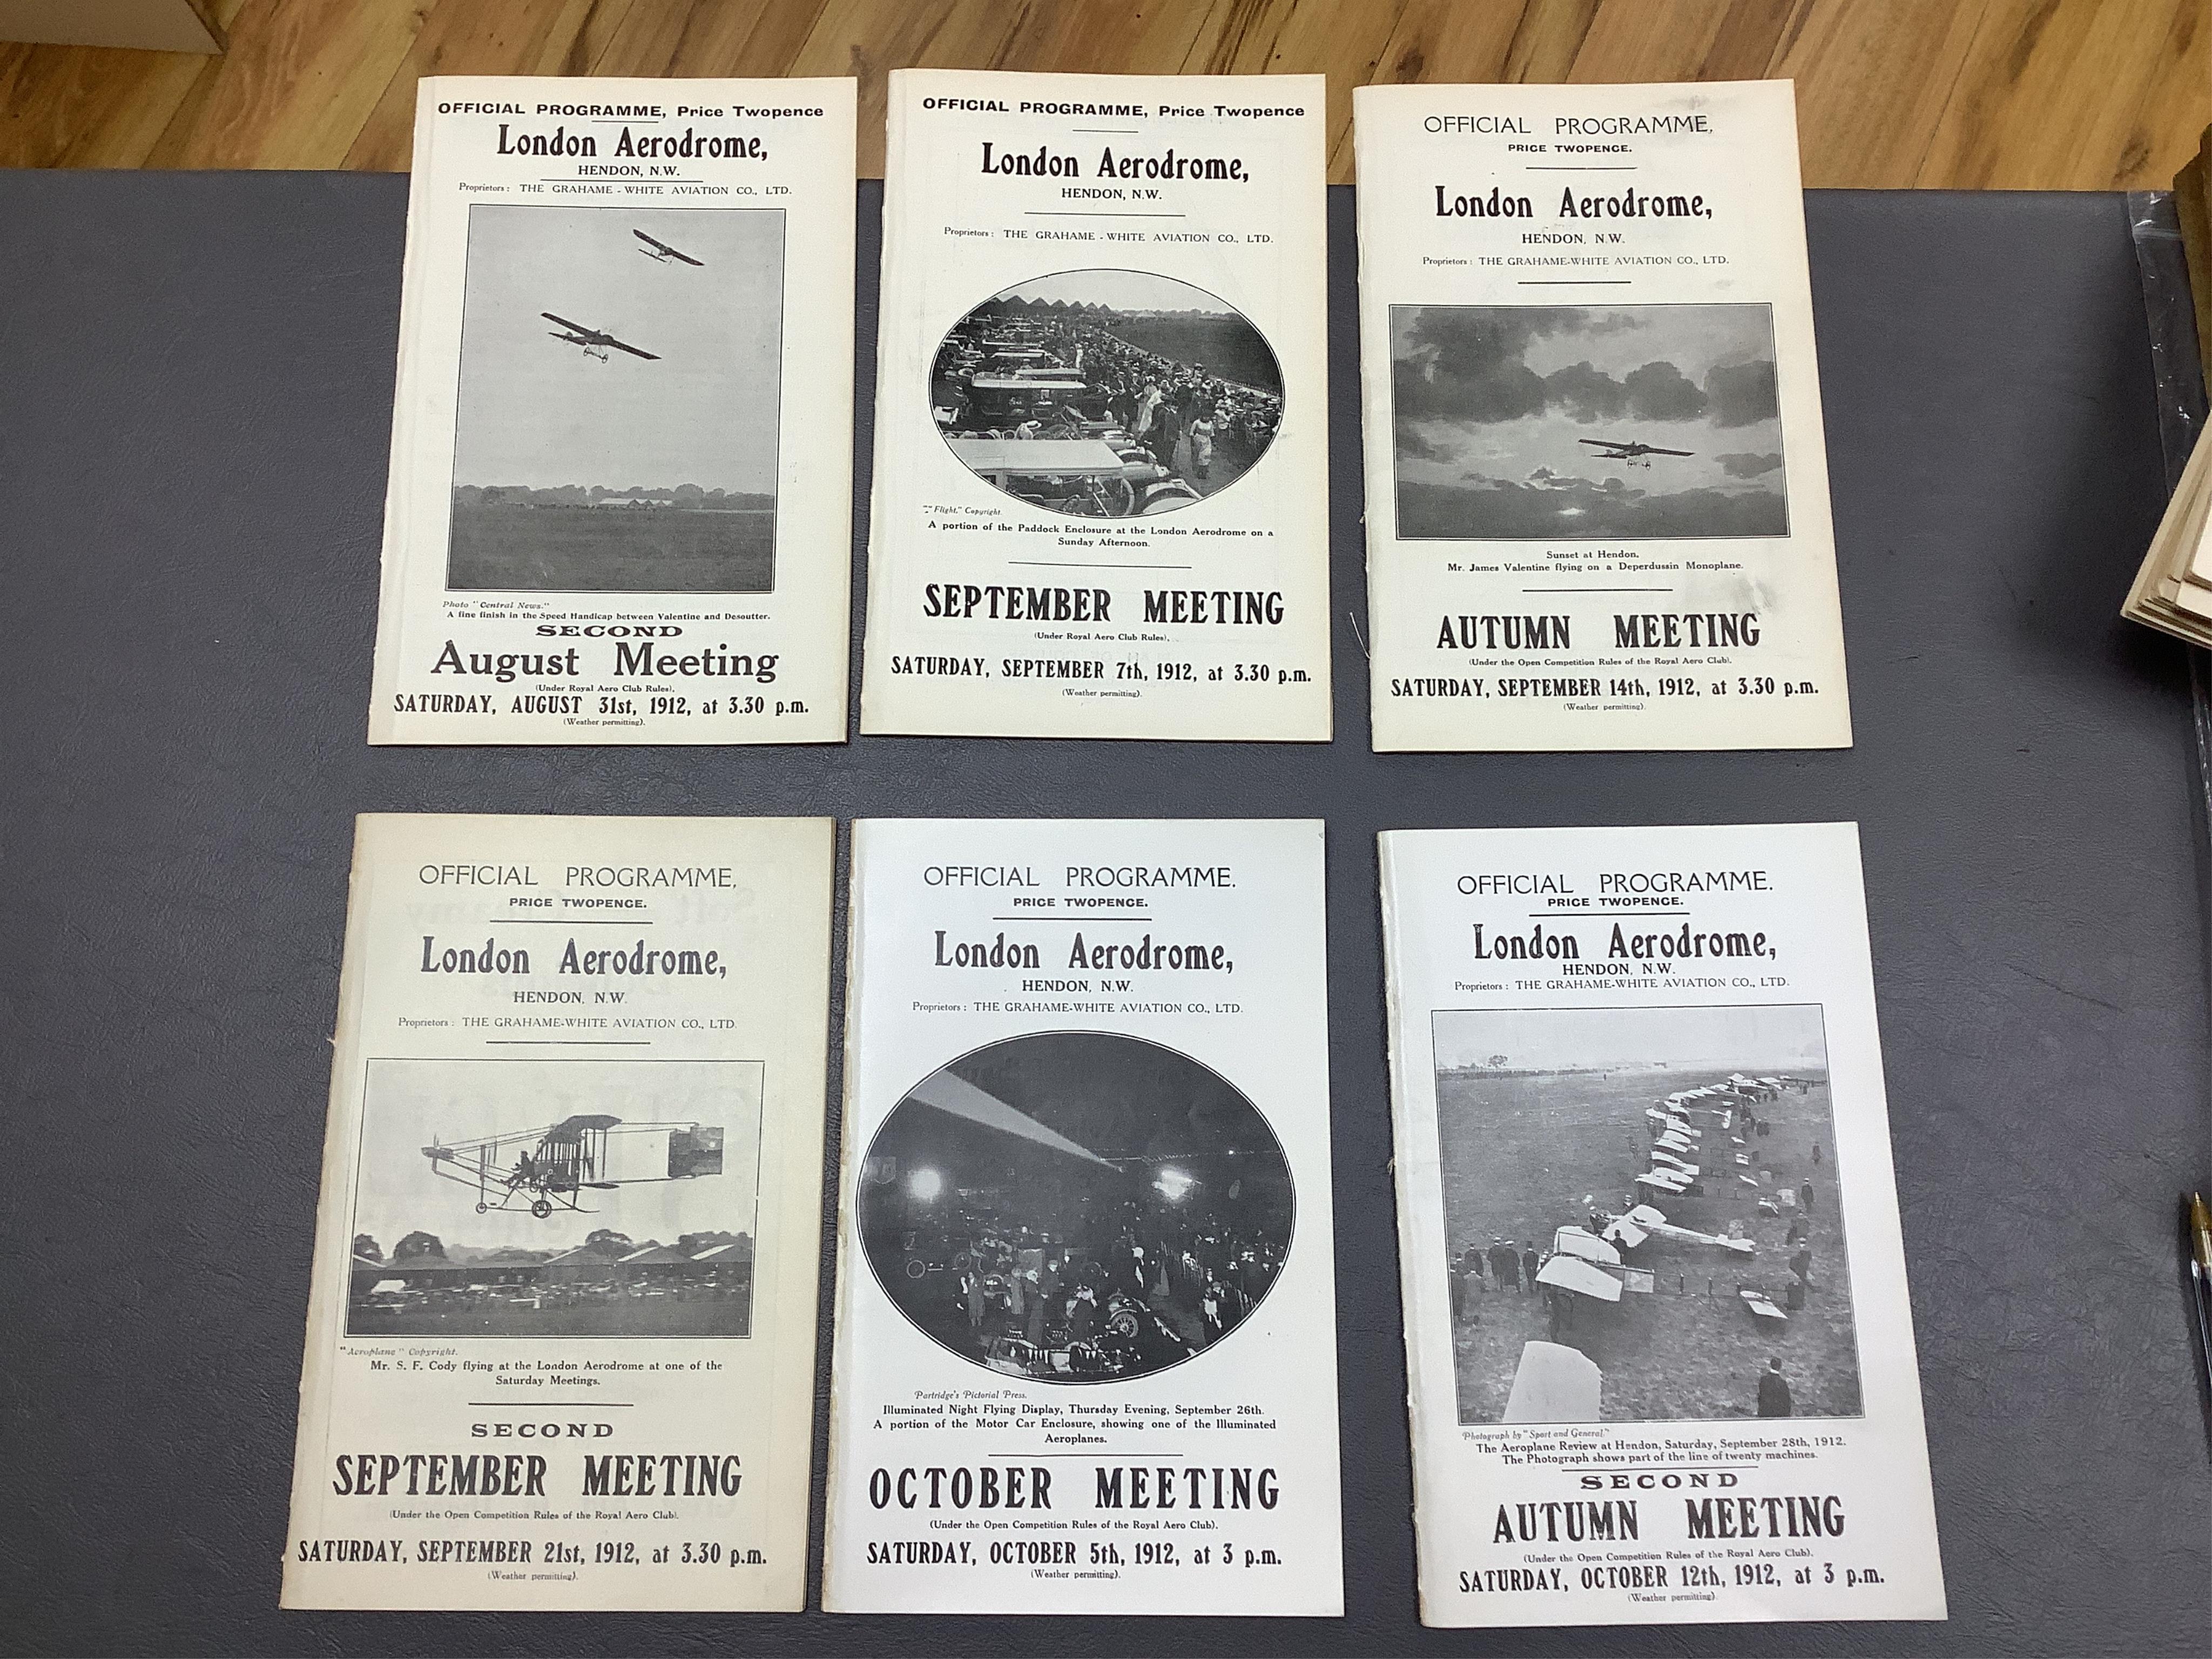 OFFICIAL PROGRAMME, Price Twopence
London Aerodrome,
HENDON, N.W.
Proprietors: THE GRAHAME-WHITE AVIATION CO., LTD.
Photo "Central News."
A fine finish in the Speed Handicap between Valentine and Desoutter.
SECOND
August Meeting
(Under Royal Aero Club Rules).
SATURDAY, AUGUST 31st, 1912, at 3.30 p.m.
(Weather permitting).
OFFICIAL PROGRAMME, Price Twopence
London Aerodrome,
HENDON, N.W.
Proprietors: THE GRAHAME-WHITE AVIATION CO., LTD.
"Flight," Copyright.
A portion of the Paddock Enclosure at the London Aerodrome on a
Sunday Afternoon.
SEPTEMBER MEETING
(Under Royal Aero Club Rules).
SATURDAY, SEPTEMBER 7th, 1912, at 3.30 p.m.
(Weather permitting).
OFFICIAL PROGRAMME,
PRICE TWOPENCE.
London Aerodrome,
HENDON, N.W.
Proprietors: THE GRAHAME-WHITE AVIATION CO., LTD.
Sunset at Hendon.
Mr. James Valentine flying on a Deperdussin Monoplane.
AUTUMN MEETING
(Under the Open Competition Rules of the Royal Aero Club).
SATURDAY, SEPTEMBER 14th, 1912, at 3.30 p.m.
(Weather permitting).
OFFICIAL PROGRAMME,
PRICE TWOPENCE.
London Aerodrome,
HENDON, N.W.
Proprietors: THE GRAHAME-WHITE AVIATION CO., LTD.
"Aeroplane" Copyright.
Mr. S. F. Cody flying at the London Aerodrome at one of the
Saturday Meetings.
SECOND
SEPTEMBER MEETING
(Under the Open Competition Rules of the Royal Aero Club).
SATURDAY, SEPTEMBER 21st, 1912, at 3.30 p.m.
(Weather permitting).
OFFICIAL PROGRAMME.
PRICE TWOPENCE.
London Aerodrome,
HENDON, N.W.
Proprietors: THE GRAHAME-WHITE AVIATION CO., LTD.
Partridge's Pictorial Press.
Illuminated Night Flying Display, Thursday Evening, September 26th.
A portion of the Motor Car Enclosure, showing one of the Illuminated
Aeroplanes.
OCTOBER MEETING
(Under the Open Competition Rules of the Royal Aero Club).
SATURDAY, OCTOBER 5th, 1912, at 3 p.m.
(Weather permitting).
OFFICIAL PROGRAMME.
PRICE TWOPENCE.
London Aerodrome,
HENDON, N.W.
Proprietors: THE GRAHAME-WHITE AVIATION CO., LTD.
Photograph by "Sport and General."
The Aeroplane Review at Hendon, Saturday, September 28th, 1912.
The Photograph shows part of the line of twenty machines.
SECOND
AUTUMN MEETING
(Under the Open Competition Rules of the Royal Aero Club).
SATURDAY, OCTOBER 12th, 1912, at 3 p.m.
(Weather permitting).